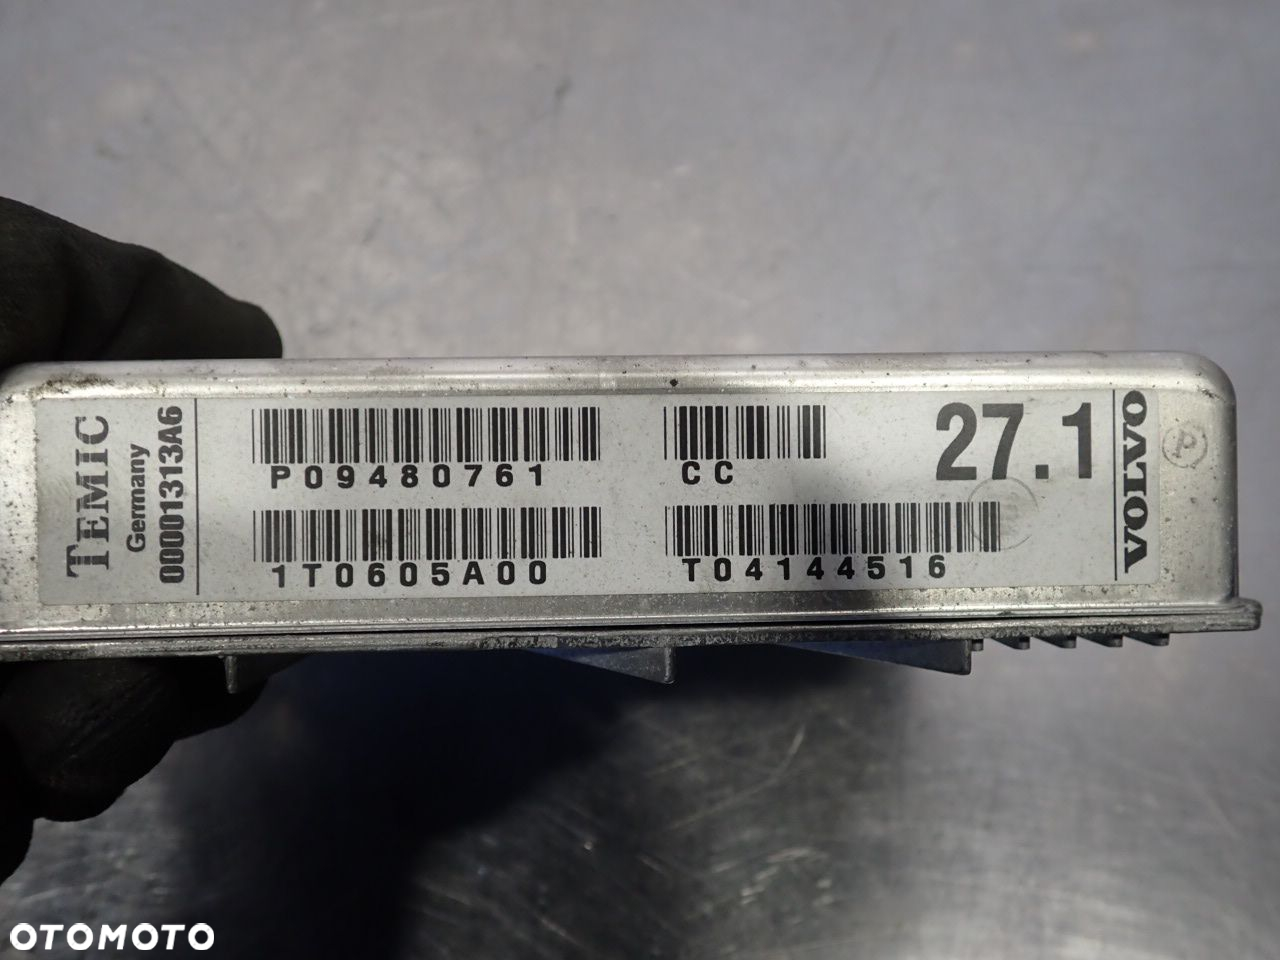 TEMIC
Germany
00001313A6
P09480761
CC
27.1
1T0605A00
T04144516
VOLVO
P
OTOMOTO